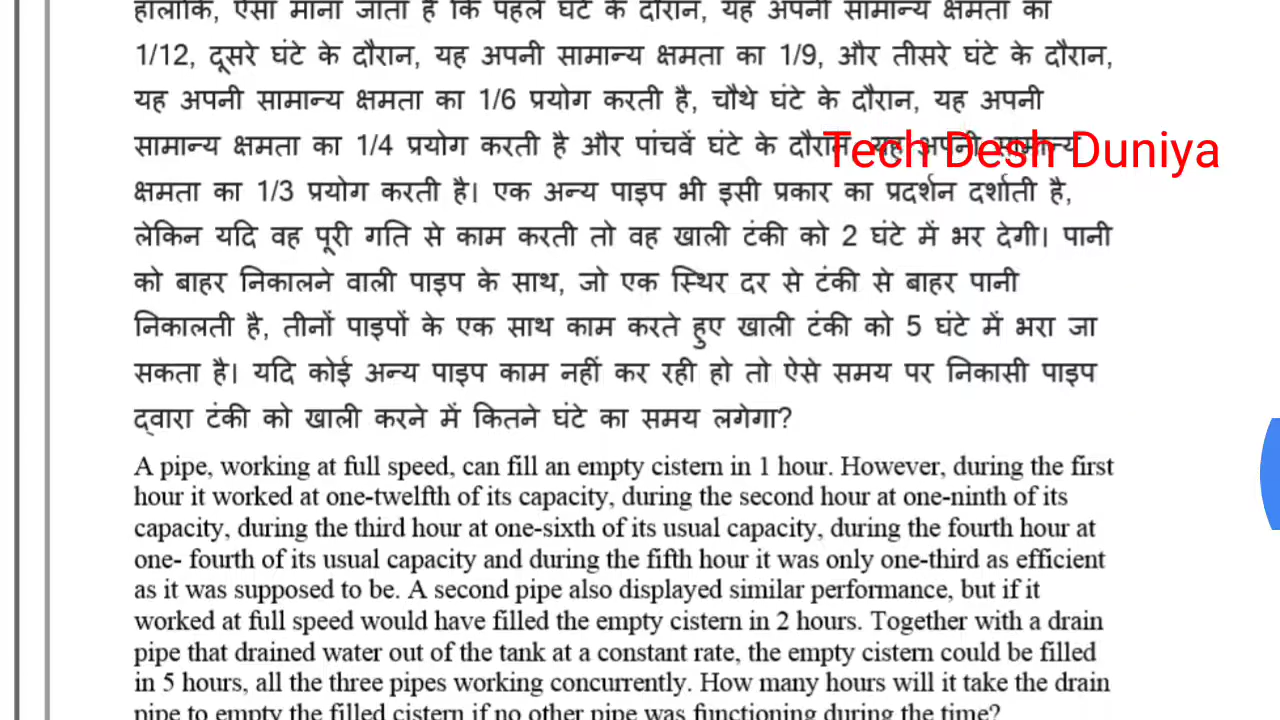 हालांकि, ऐसा माना जाता है कि पहले घंटे के दौरान, यह अपनी सामान्य क्षमता का
1/12, दूसरे घंटे के दौरान, यह अपनी सामान्य क्षमता का 1/9, और तीसरे घंटे के दौरान,
यह अपनी सामान्य क्षमता का 1/6 प्रयोग करती है, चौथे घंटे के दौरान, यह अपनी
सामान्य क्षमता का 1/4 प्रयोग करती है और पांचवें घंटे के दौरान, यह अपनी सामान्य
Tech Desh Duniya
क्षमता का 1/3 प्रयोग करती है। एक अन्य पाइप भी इसी प्रकार का प्रदर्शन दर्शाती है,
लेकिन यदि वह पूरी गति से काम करती तो वह खाली टंकी को 2 घंटे में भर देगी। पानी
को बाहर निकालने वाली पाइप के साथ, जो एक स्थिर दर से टंकी से बाहर पानी
निकालती है, तीनों पाइपों के एक साथ काम करते हुए खाली टंकी को 5 घंटे में भरा जा
सकता है। यदि कोई अन्य पाइप काम नहीं कर रही हो तो ऐसे समय पर निकासी पाइप
द्वारा टंकी को खाली करने में कितने घंटे का समय लगेगा?
A pipe, working at full speed, can fill an empty cistern in 1 hour. However, during the first
hour it worked at one-twelfth of its capacity, during the second hour at one-ninth of its
capacity, during the third hour at one-sixth of its usual capacity, during the fourth hour at
one- fourth of its usual capacity and during the fifth hour it was only one-third as efficient
as it was supposed to be. A second pipe also displayed similar performance, but if it
worked at full speed would have filled the empty cistern in 2 hours. Together with a drain
pipe that drained water out of the tank at a constant rate, the empty cistern could be filled
in 5 hours, all the three pipes working concurrently. How many hours will it take the drain
pipe to empty the filled cistern if no other pipe was functioning during the time?